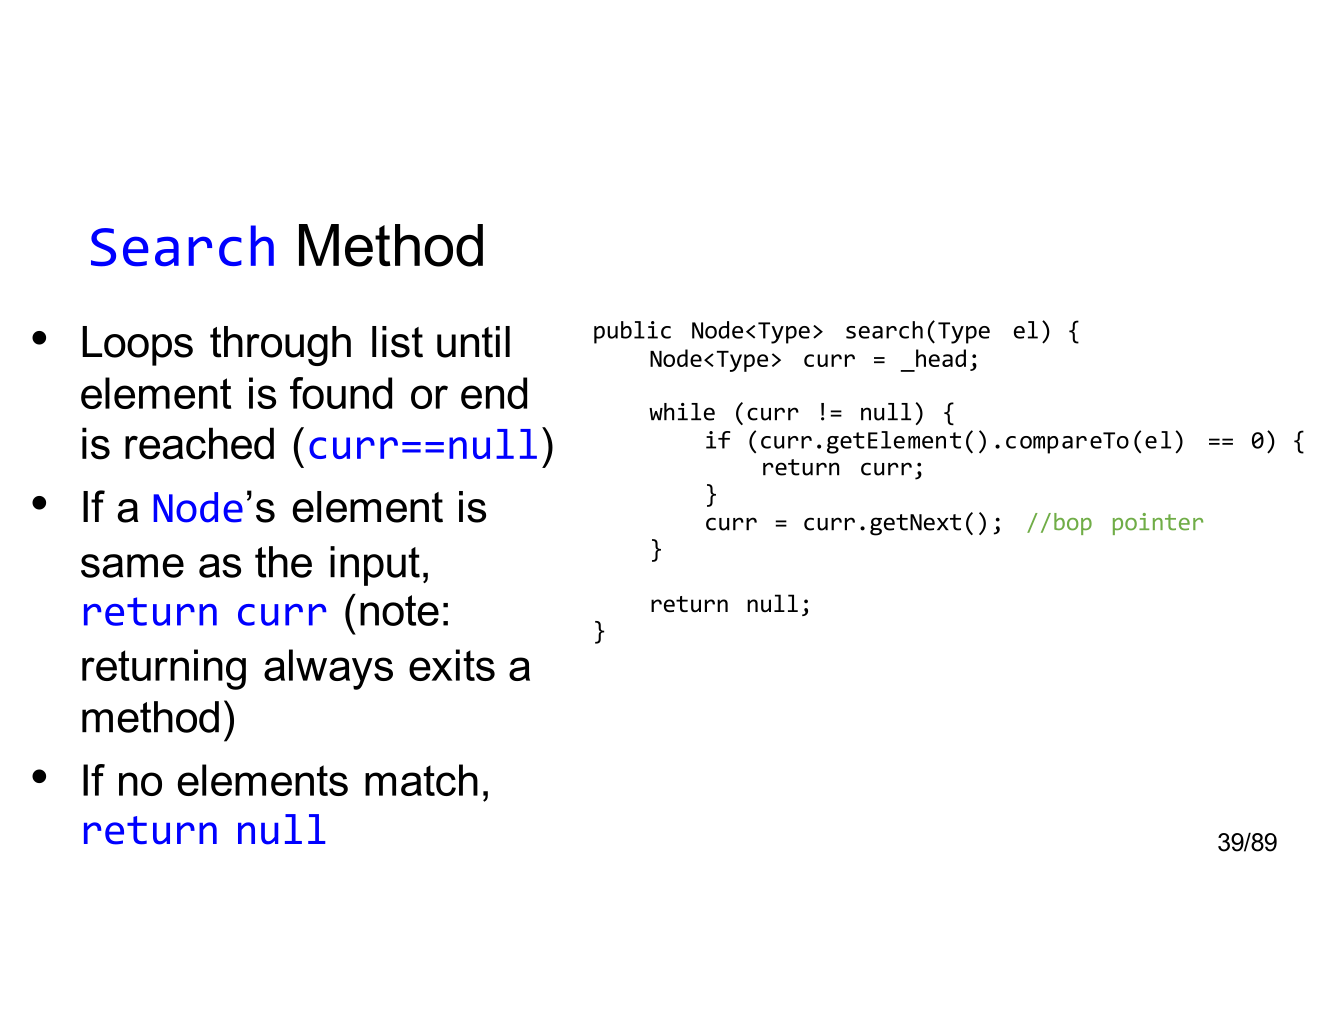 Search Method
• Loops through list until
element is found or end
is reached (curr==null)
• If a Node’s element is
same as the input,
return curr (note:
returning always exits a
method)
• If no elements match,
return null
public Node<Type> search(Type el) {
Node<Type> curr = _head;
while (curr != null) {
if (curr.getElement().compareTo(el) == 0) {
return curr;
}
curr = curr.getNext(); //bop pointer
}
return null;
}
39/89